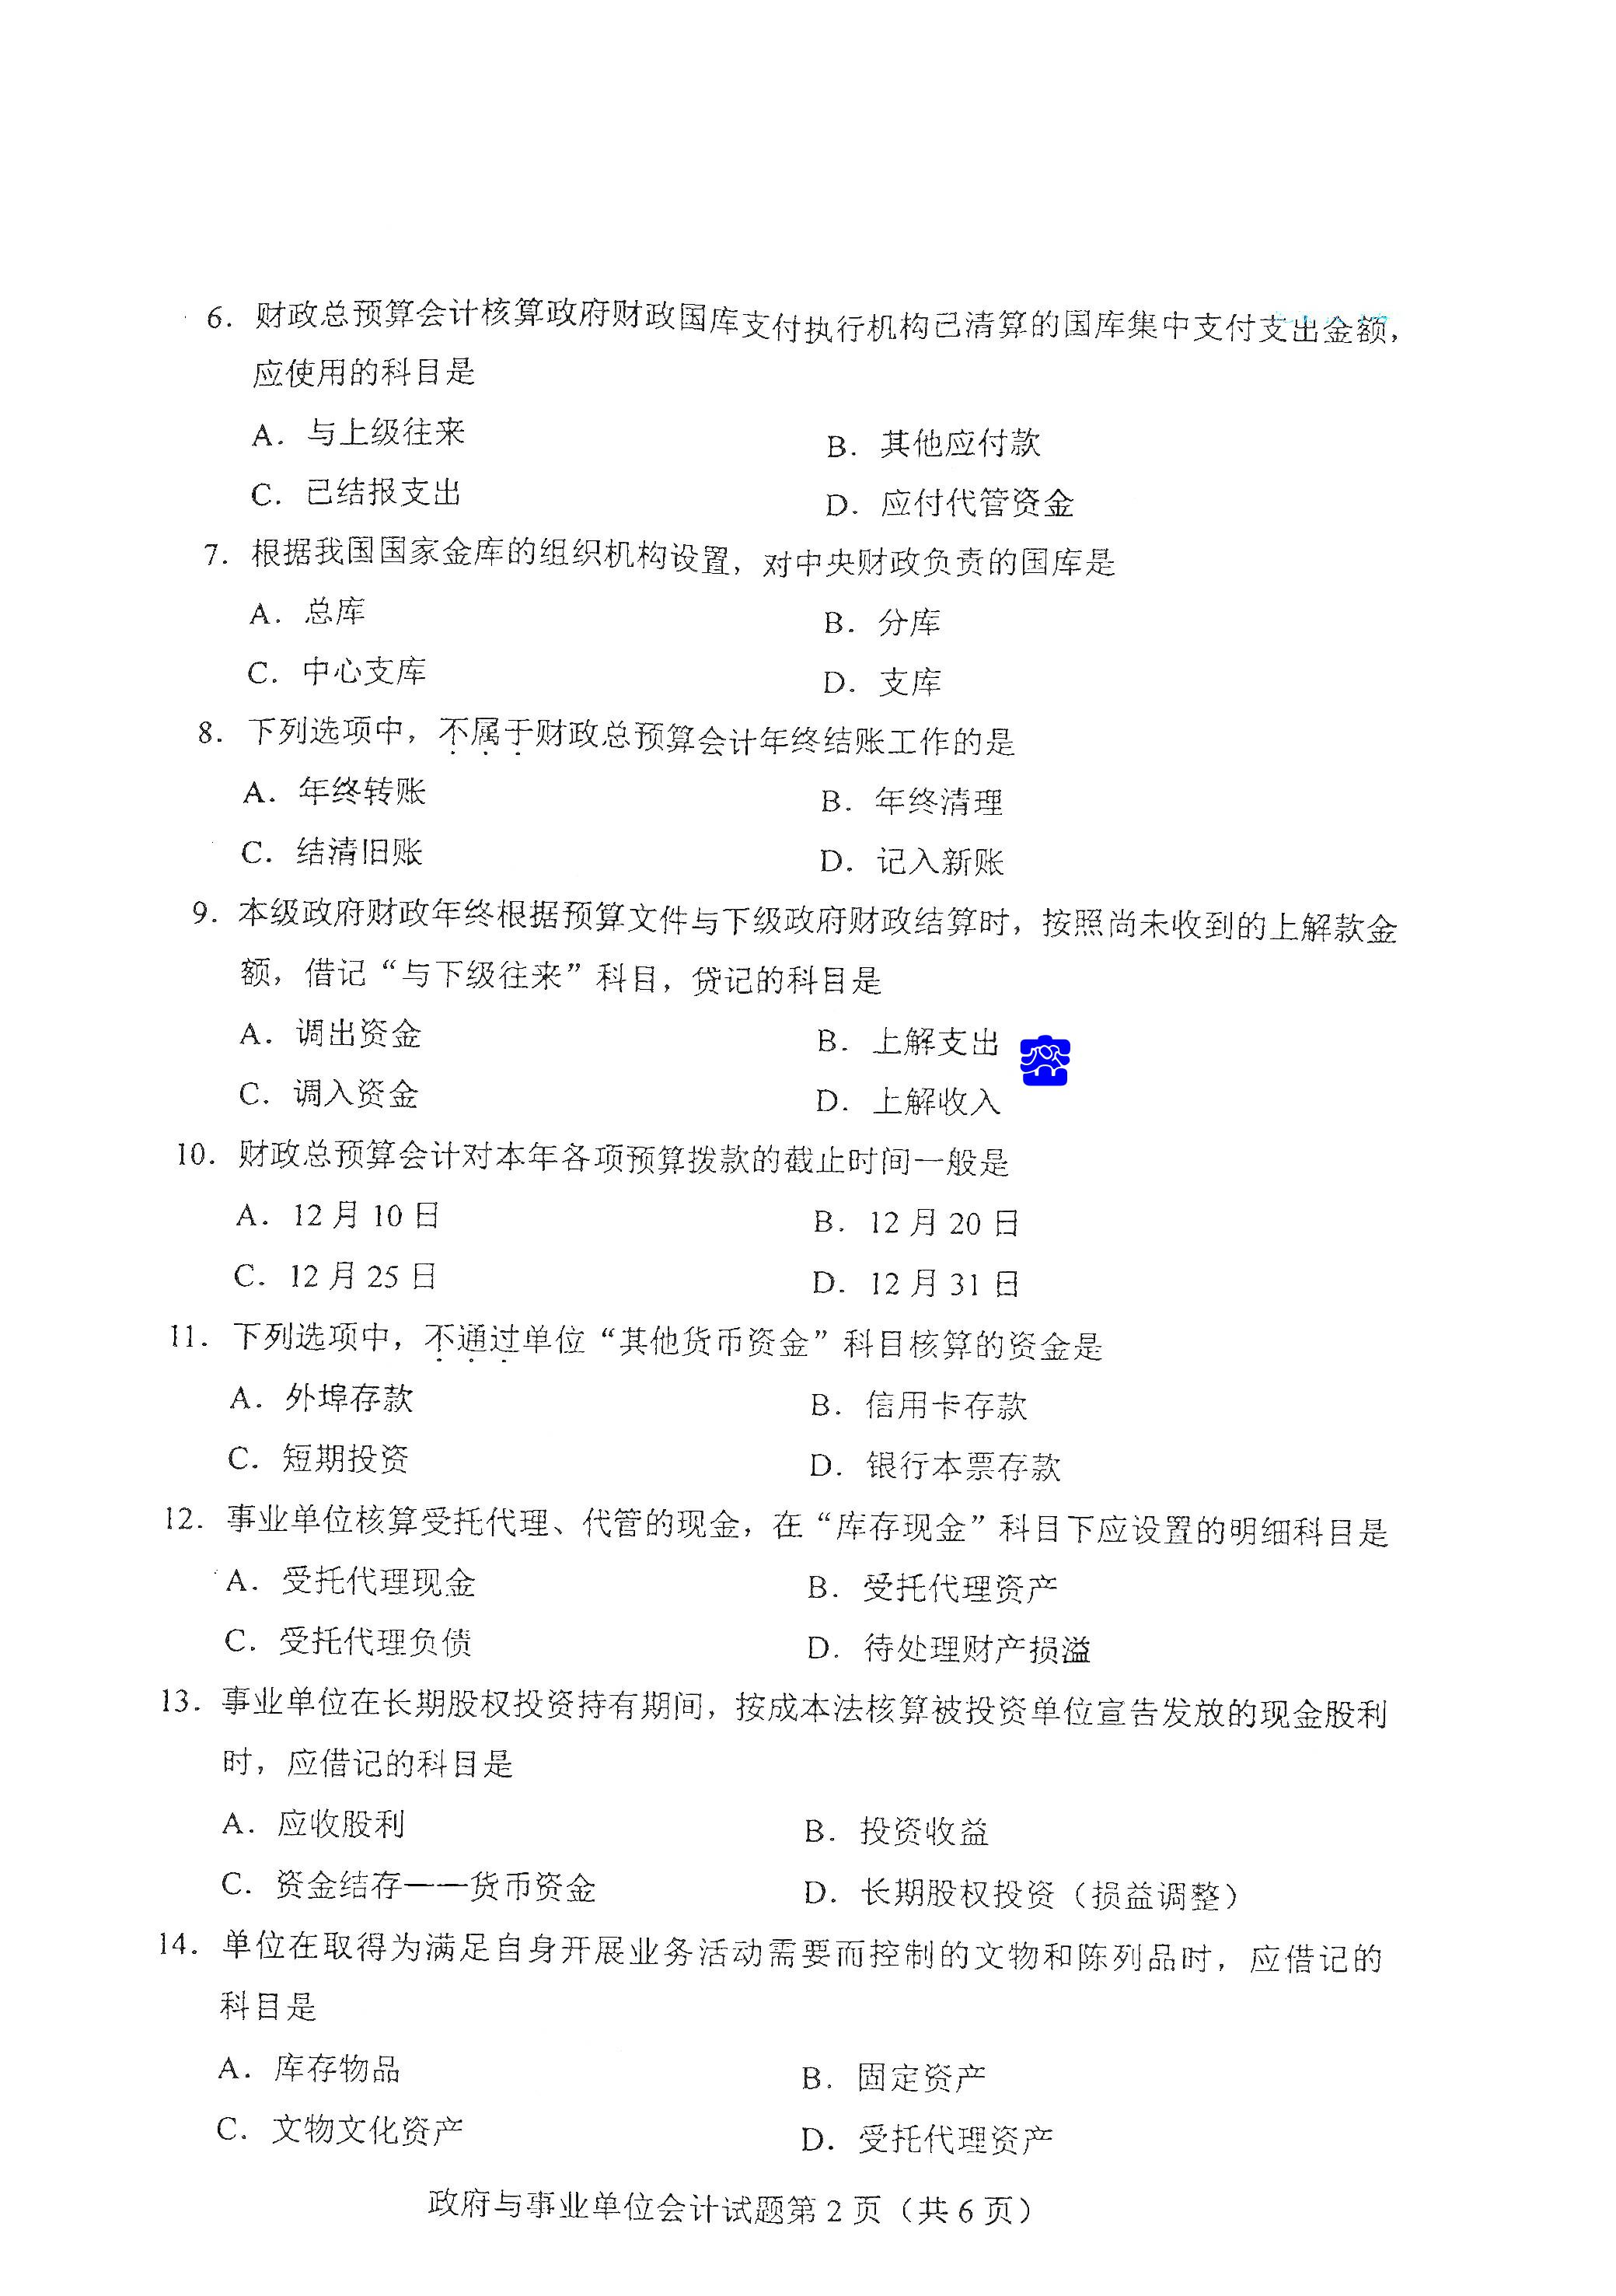 6. 财政总预算会计核算政府财政国库支付执行机构已清算的国库集中支付支出金额，
应使用的科目是
A. 与上级往来
B. 其他应付款
C. 已结报支出
D. 应付代管资金
7. 根据我国国家金库的组织机构设置，对中央财政负责的国库是
A. 总库
B. 分库
C. 中心支库
D. 支库
8. 下列选项中，不属于财政总预算会计年终结账工作的是
A. 年终转账
B. 年终清理
C. 结清旧账
D. 记入新账
9. 本级政府财政年终根据预算文件与下级政府财政结算时，按照尚未收到的上解款金
额，借记“与下级往来”科目，贷记的科目是
A. 调出资金
B. 上解支出
C. 调入资金
D. 上解收入
10. 财政总预算会计对本年各项预算拨款的截止时间一般是
A. 12月10日
B. 12月20日
C. 12月25日
D. 12月31日
11. 下列选项中，不通过单位“其他货币资金”科目核算的资金是
A. 外埠存款
B. 信用卡存款
C. 短期投资
D. 银行本票存款
12. 事业单位核算受托代理、代管的现金，在“库存现金”科目下应设置的明细科目是
A. 受托代理现金
B. 受托代理资产
C. 受托代理负债
D. 待处理财产损溢
13. 事业单位在长期股权投资持有期间，按成本法核算被投资单位宣告发放的现金股利
时，应借记的科目是
A. 应收股利
B. 投资收益
C. 资金结存——货币资金
D. 长期股权投资（损益调整）
14. 单位在取得为满足自身开展业务活动需要而控制的文物和陈列品时，应借记的
科目是
A. 库存物品
B. 固定资产
C. 文物文化资产
D. 受托代理资产
政府与事业单位会计试题第2页（共6页）